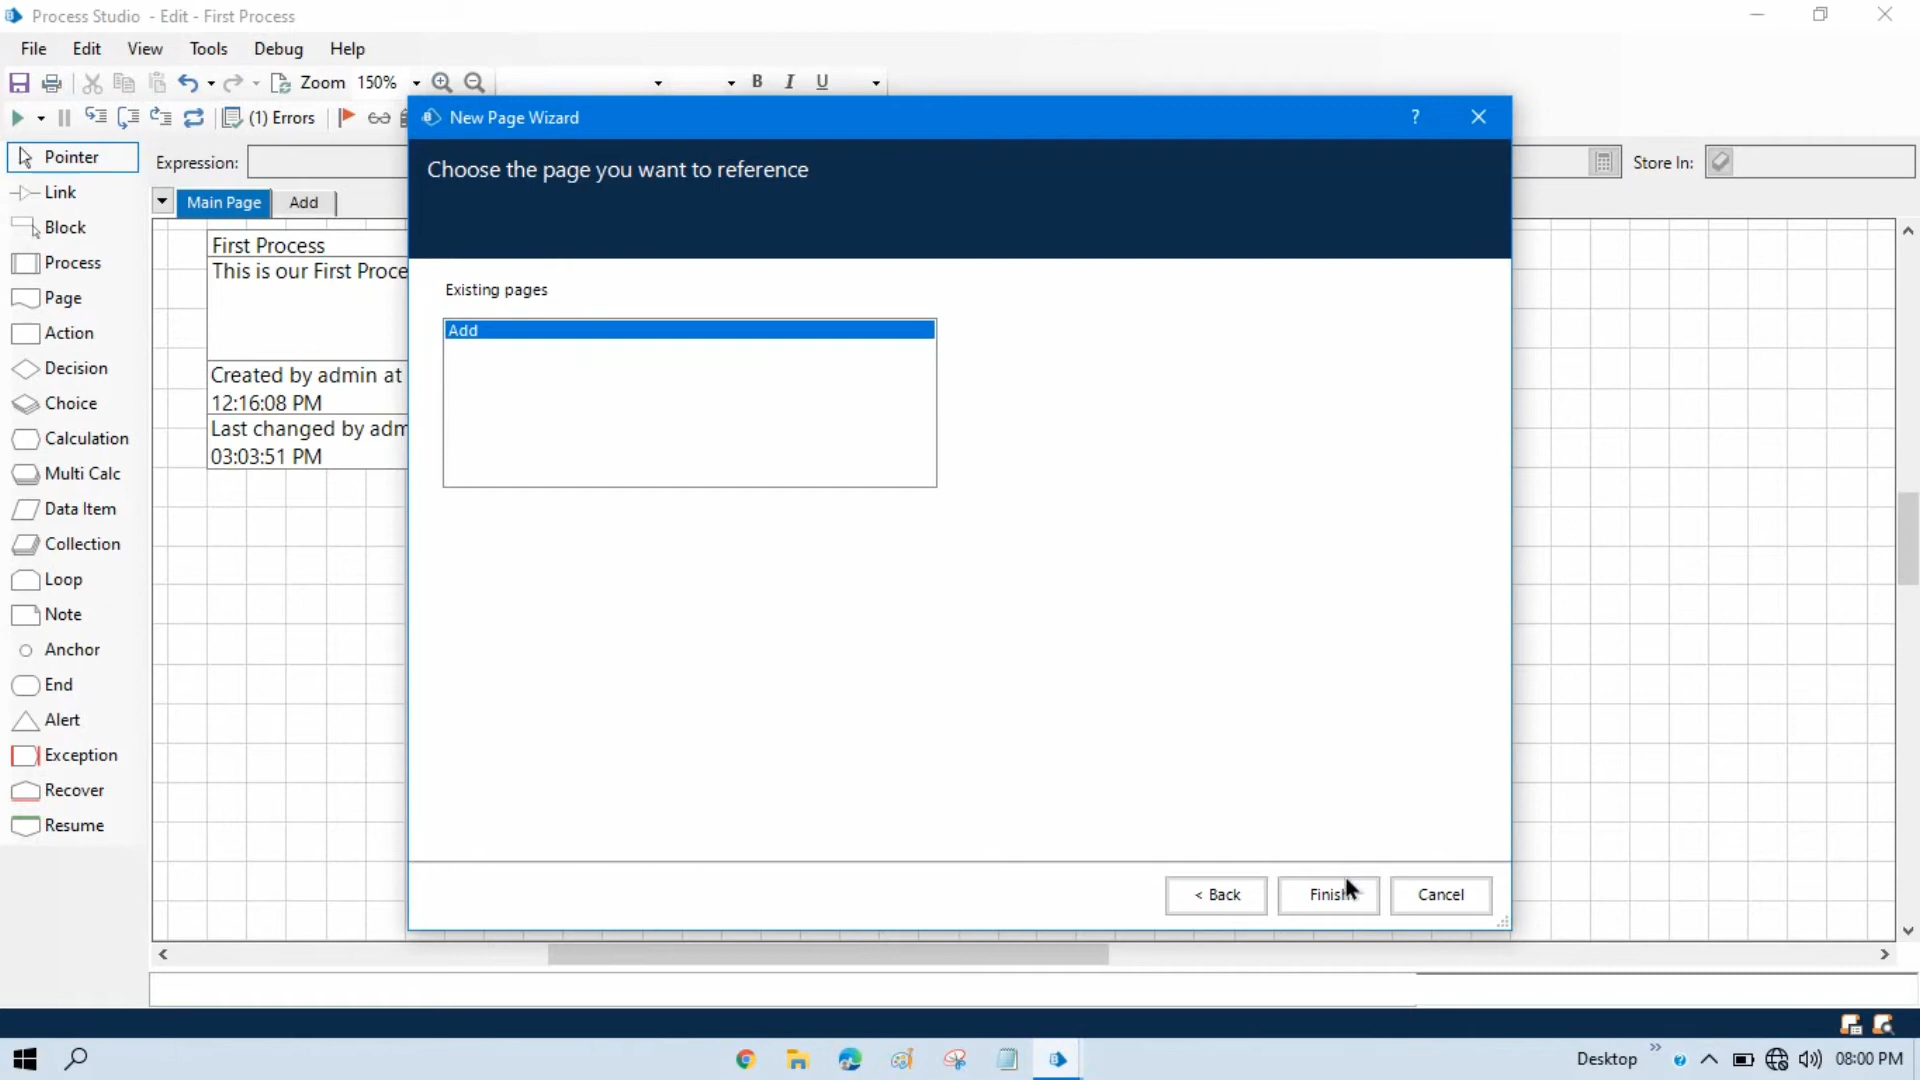 Process Studio - Edit - First Process
File Edit View Tools Debug Help
Zoom 150% B I U
(1) Errors
New Page Wizard ?
Choose the page you want to reference
Pointer
Link
Block
Process
Page
Action
Decision
Choice
Calculation
Multi Calc
Data Item
Collection
Loop
Note
Anchor
End
Alert
Exception
Recover
Resume
Expression:
Store In:
Main Page Add
First Process
This is our First Proce
Created by admin at
12:16:08 PM
Last changed by adm
03:03:51 PM
Existing pages
Add
< Back Finish Cancel
Desktop 08:00 PM